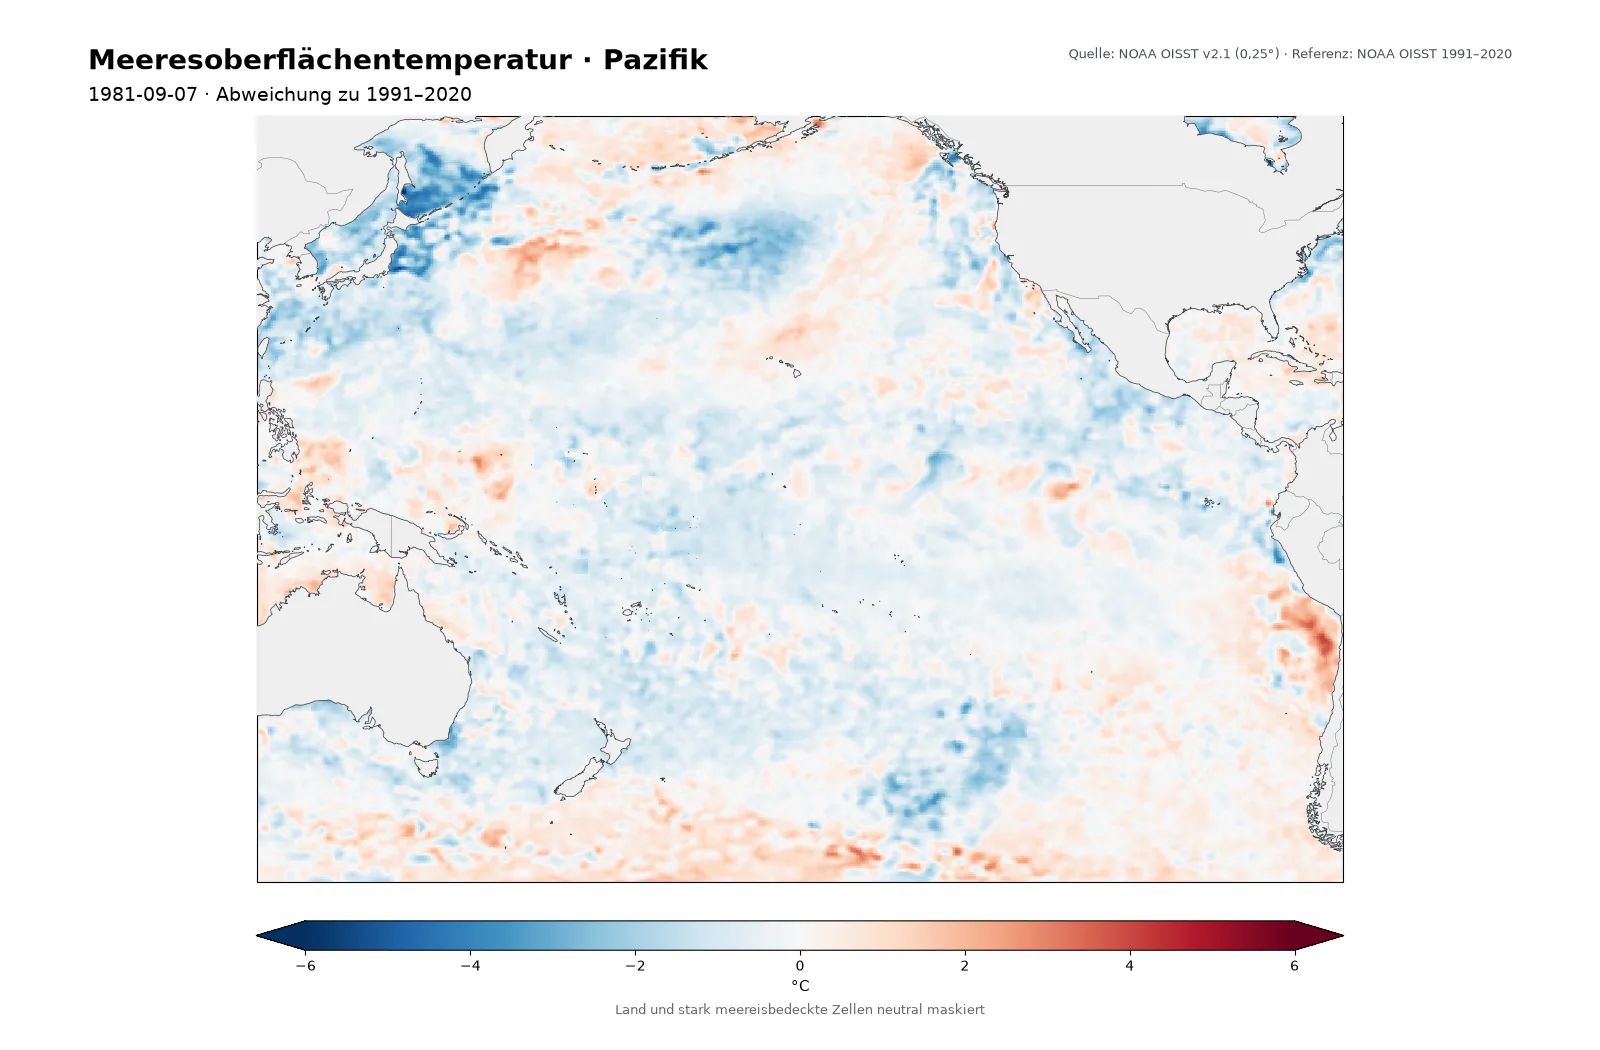 Meeresoberflächentemperatur · Pazifik
Quelle: NOAA OISST v2.1 (0,25°) · Referenz: NOAA OISST 1991–2020
1981-09-07 · Abweichung zu 1991–2020
−6 −4 −2 0 2 4 6
°C
Land und stark meereisbedeckte Zellen neutral maskiert